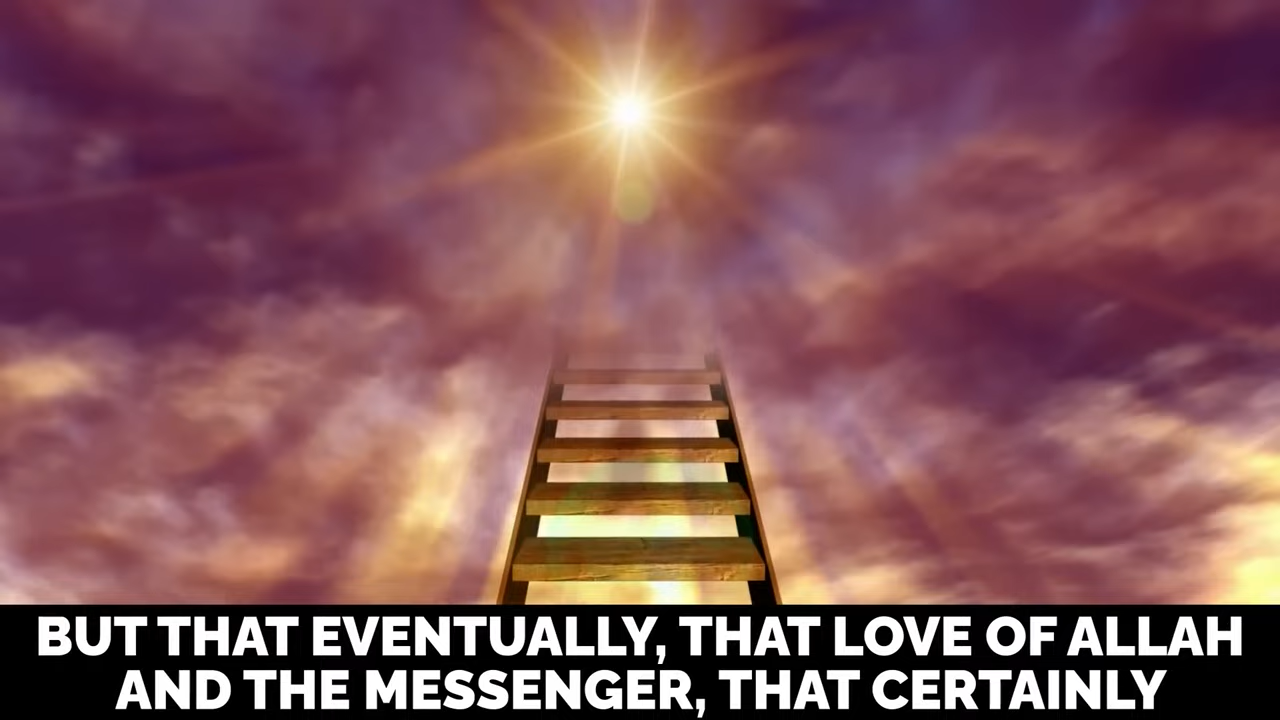 BUT THAT EVENTUALLY, THAT LOVE OF ALLAH
AND THE MESSENGER, THAT CERTAINLY